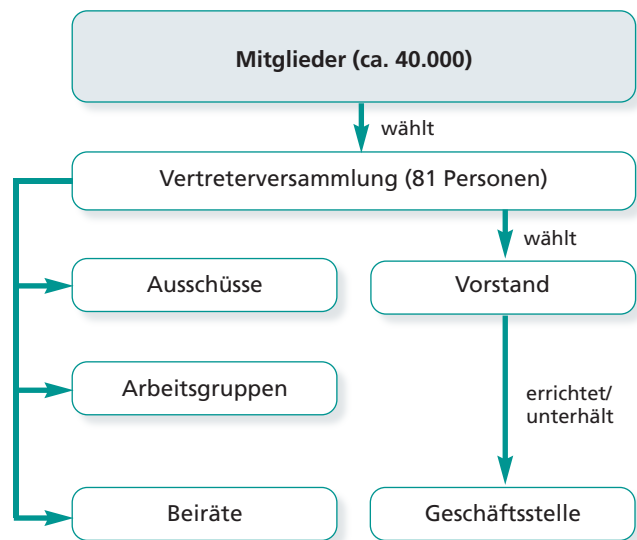 Mitglieder (ca. 40.000)
wählt
Vertreterversammlung (81 Personen)
wählt
Ausschüsse
Vorstand
Arbeitsgruppen
errichtet/
unterhält
Beiräte
Geschäftsstelle